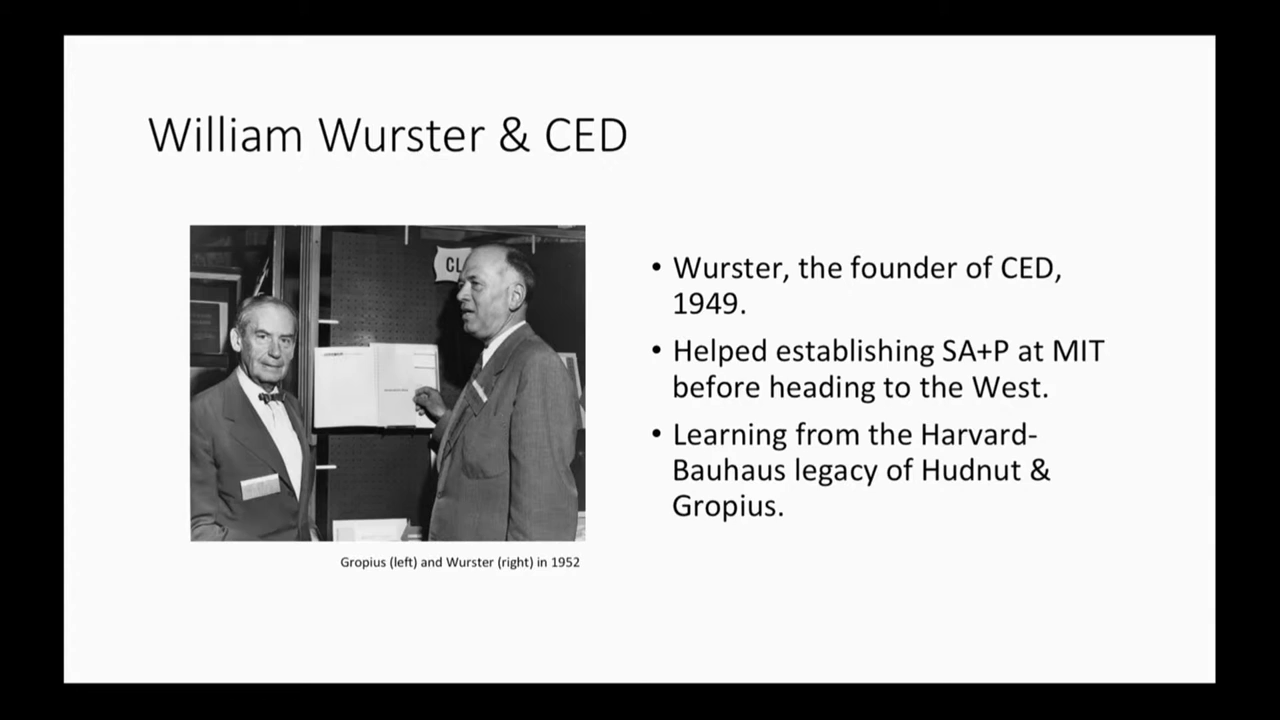 William Wurster & CED
CL
Gropius (left) and Wurster (right) in 1952
• Wurster, the founder of CED,
1949.
• Helped establishing SA+P at MIT
before heading to the West.
• Learning from the Harvard-
Bauhaus legacy of Hudnut &
Gropius.